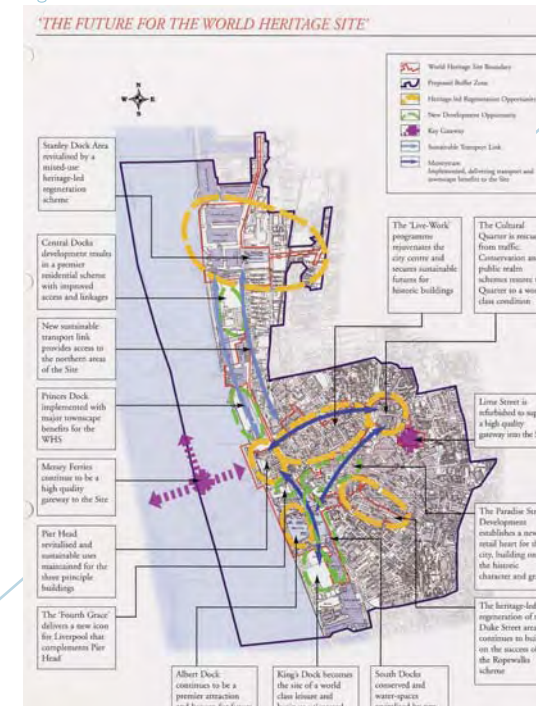 'THE FUTURE FOR THE WORLD HERITAGE SITE'
World Heritage Site Boundary
Proposed Buffer Zone
Heritage-led Regeneration Opportunity
New Development Opportunity
Key Gateway
Sustainable Transport Link
Merseytram
Implemented, delivering transport and
townscape benefits to the Site
N
W E
S
Stanley Dock Area
revitalised by a
mixed-use
heritage-led
regeneration
scheme
Central Docks
development results
in a premier
residential scheme
with improved
access and linkages
New sustainable
transport link
provides access to
the northern areas
of the Site
Princes Dock
implemented with
major townscape
benefits for the
WHS
Mersey Ferries
continue to be a
high quality
gateway to the Site
Pier Head
revitalised and
sustainable uses
maintained for the
three principle
buildings
The 'Fourth Grace'
delivers a new icon
for Liverpool that
complements Pier
Head
The 'Live-Work'
programme
rejuvenates the
city centre and
secures sustainable
futures for
historic buildings
The Cultural
Quarter is
from traffic.
Conservation
public realm
schemes
Quarter to a
class condition
Lime Street is
refurbished to
a high quality
gateway into the
The Paradise
Development
establishes a new
retail heart for
city, building
the historic
character and
The heritage-led
regeneration of
Duke Street
continues to
on the success
the Ropewalks
scheme
Albert Dock
continues to be a
premier attraction
King's Dock becomes
the site of a world
class leisure and
South Docks
conserved and
water-spaces